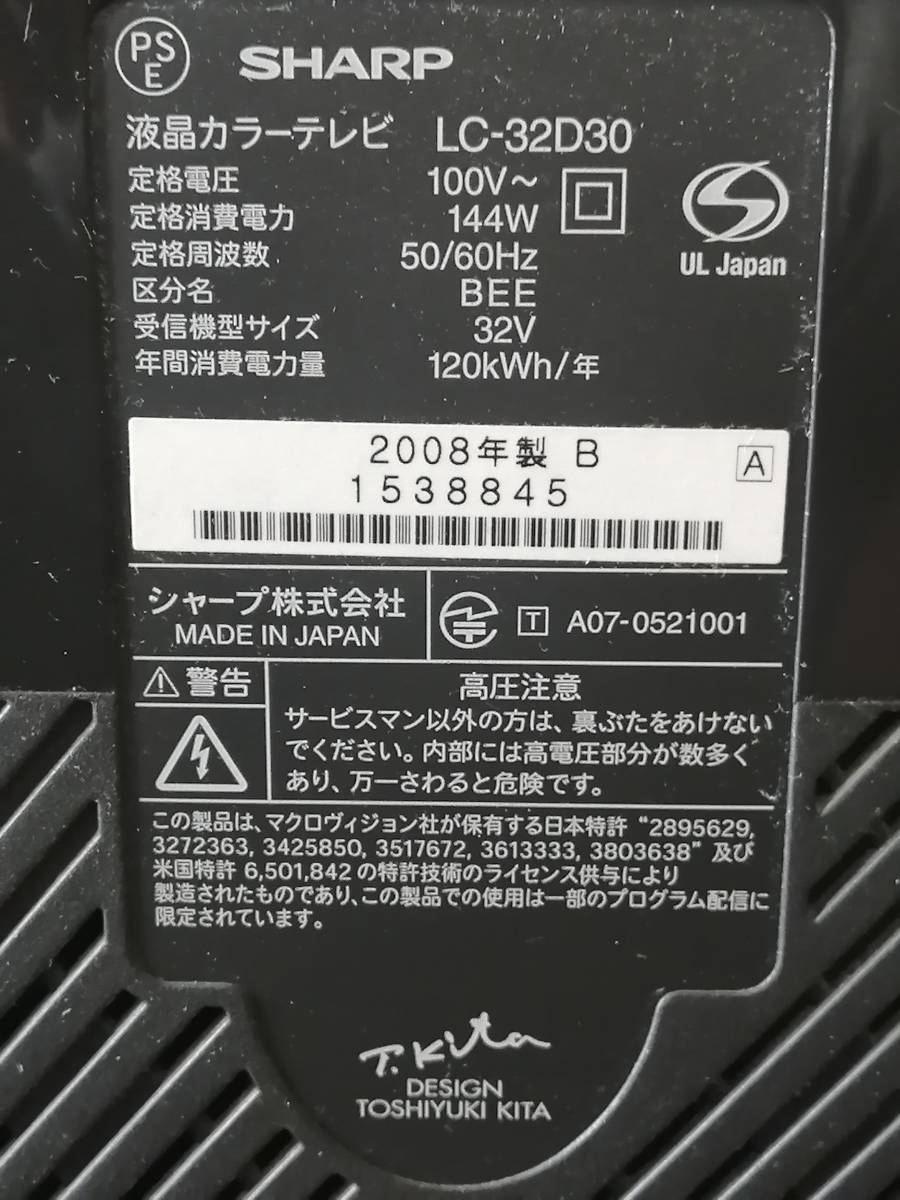 PS
E
SHARP
液晶カラーテレビ LC-32D30
定格電圧 100V~
定格消費電力 144W
定格周波数 50/60Hz
区分名 BEE
受信機型サイズ 32V
年間消費電力量 120kWh/年
UL Japan
2008年製 B
A
1538845
シャープ株式会社
MADE IN JAPAN
T A07-0521001
⚠警告
高圧注意
サービスマン以外の方は、裏ぶたをあけない
でください。内部には高電圧部分が数多く
あり、万一さわると危険です。
この製品は、マクロヴィジョン社が保有する日本特許 “2895629,
3272363, 3425850, 3517672, 3613333, 3803638” 及び
米国特許 6,501,842 の特許技術のライセンス供与により
製造されたものであり、この製品での使用は一部のプログラム配信に
限定されています。
T. Kita
DESIGN
TOSHIYUKI KITA